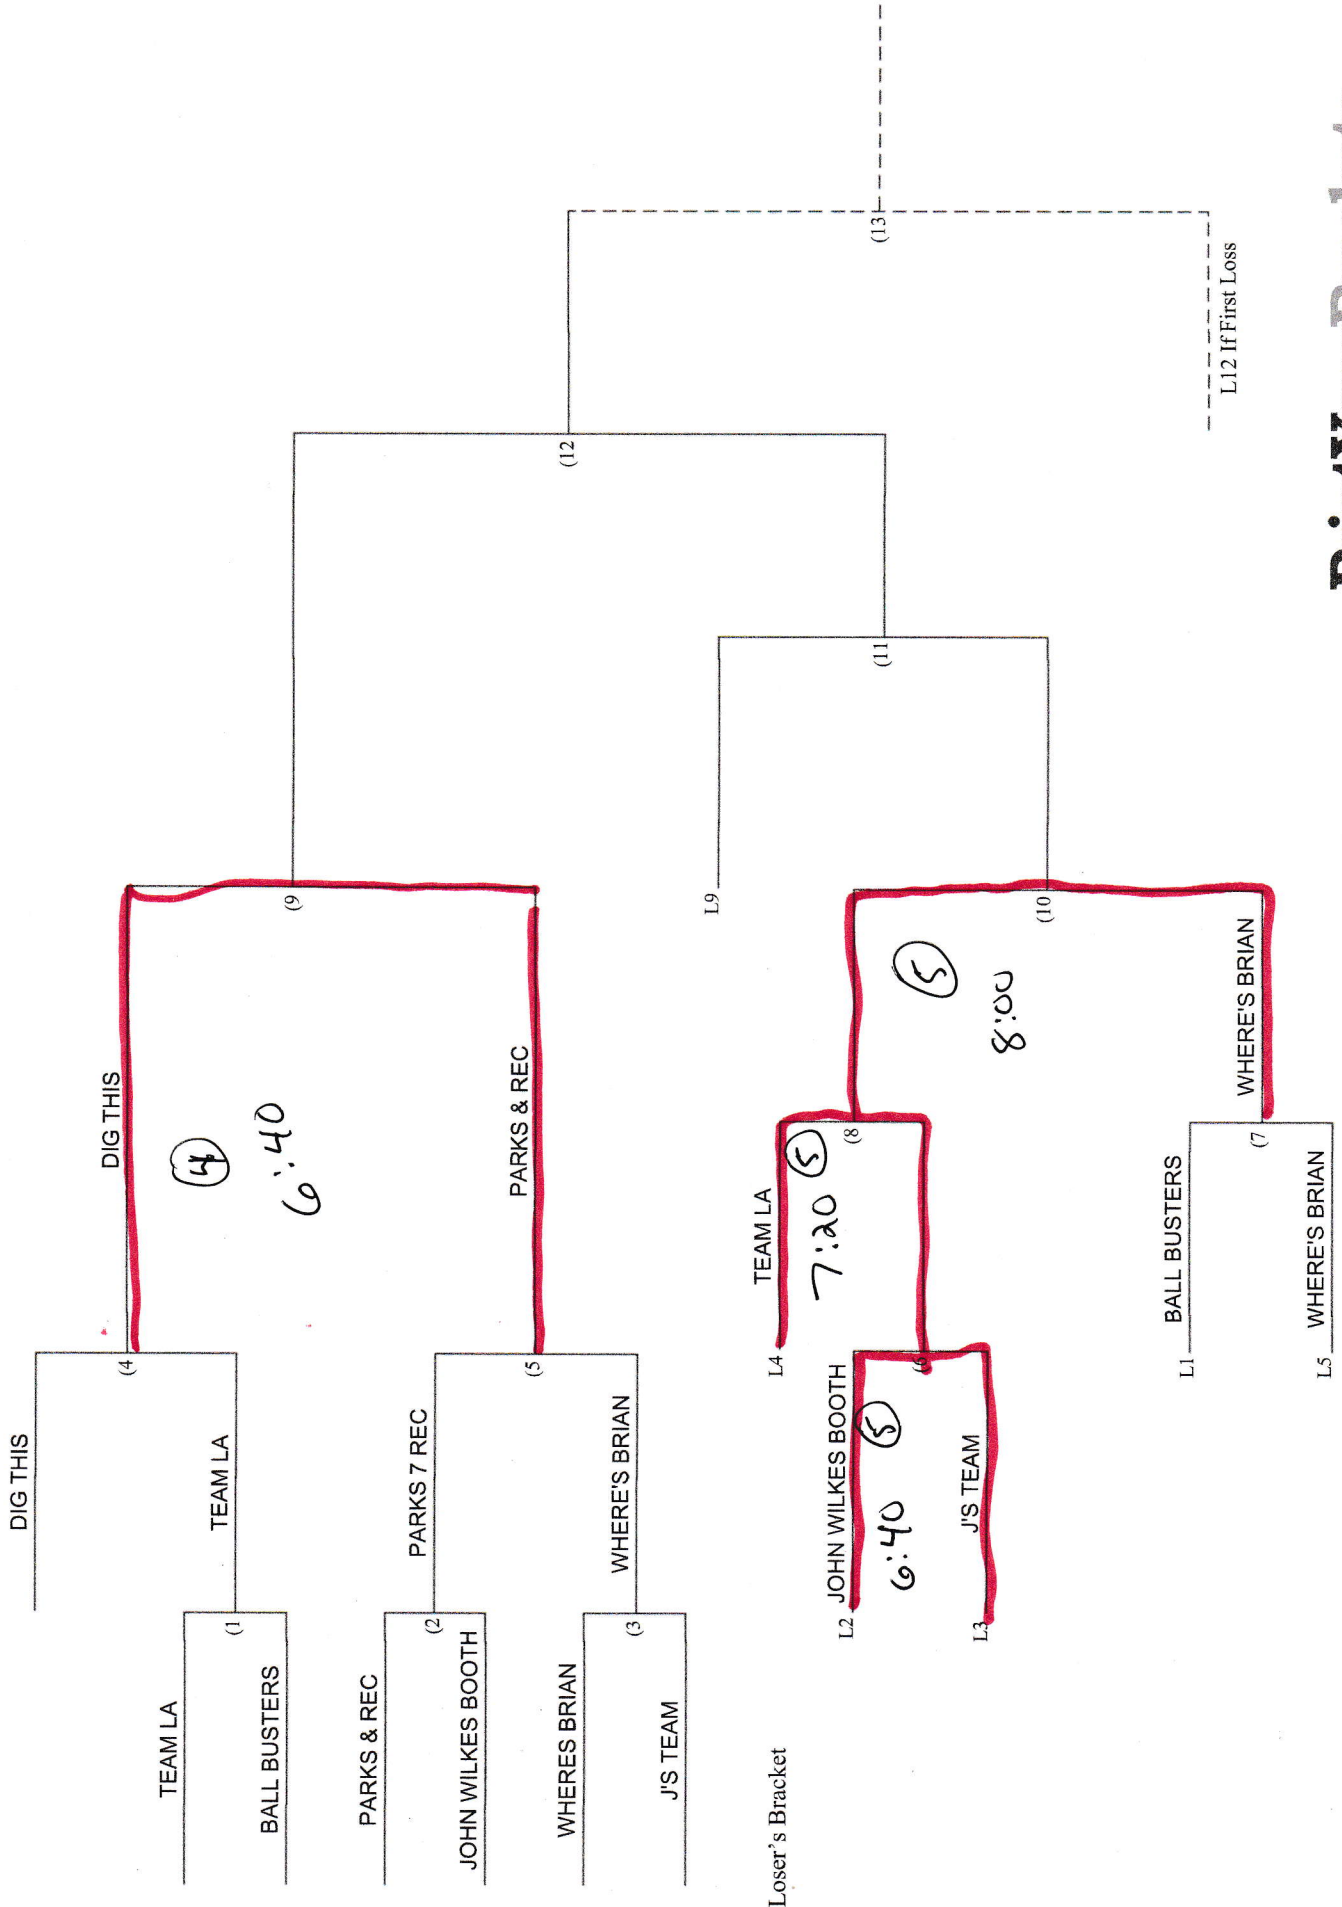 DIG THIS
TEAM LA
(1
BALL BUSTERS
TEAM LA
(4
DIG THIS
PARKS & REC
(2
JOHN WILKES BOOTH
PARKS 7 REC
(5
WHERES BRIAN
(3
J'S TEAM
WHERE'S BRIAN
PARKS & REC
4
6:40
(9
(12
(13
L12 If First Loss
Loser's Bracket
L2
JOHN WILKES BOOTH
5
6:40
(6
L3
J'S TEAM
L4
TEAM LA
5
7:20
(8
5
8:00
(10
L1
BALL BUSTERS
(7
L5
WHERE'S BRIAN
WHERE'S BRIAN
L9
(11